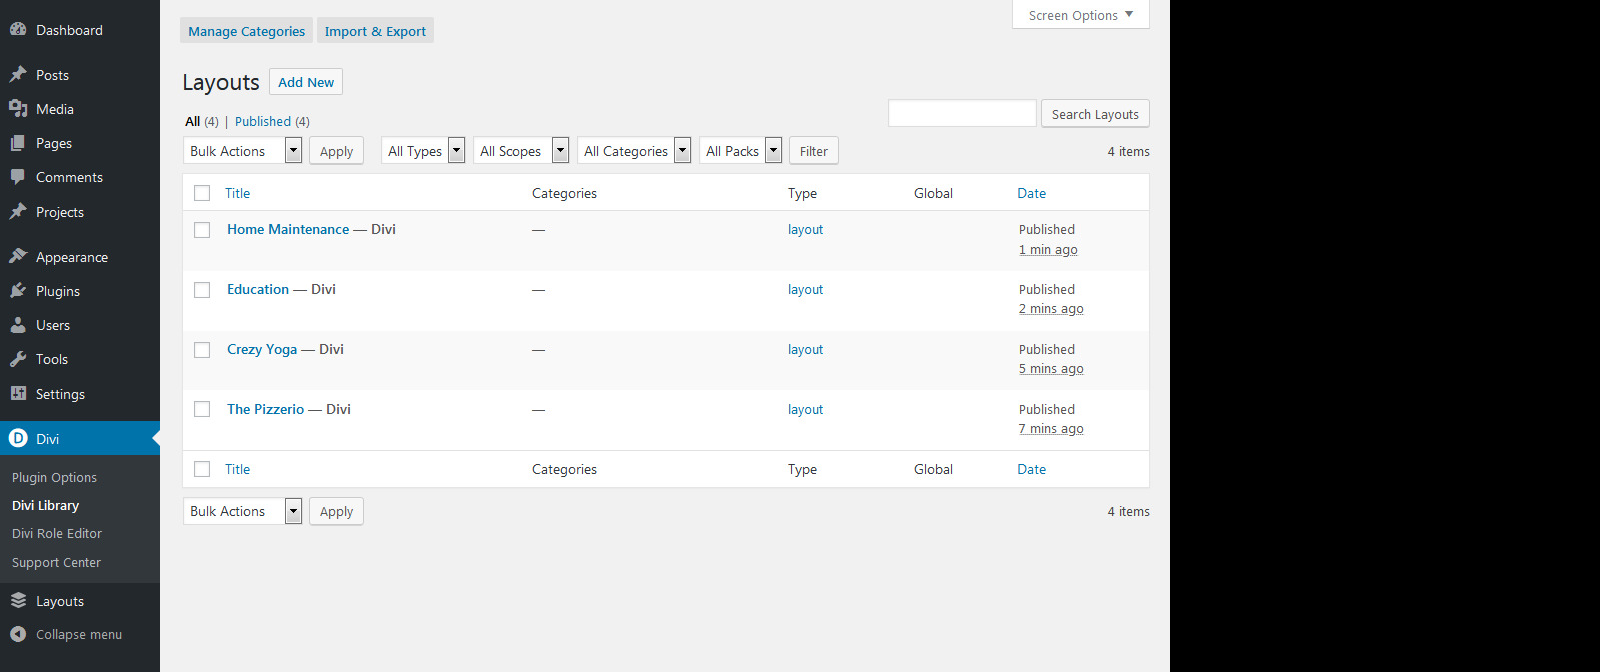 Dashboard
Posts
Media
Pages
Comments
Projects
Appearance
Plugins
Users
Tools
Settings
D Divi
Plugin Options
Divi Library
Divi Role Editor
Support Center
Layouts
Collapse menu
Screen Options
Manage Categories Import & Export
Layouts Add New
All (4) | Published (4)
Search Layouts
Bulk Actions Apply All Types All Scopes All Categories All Packs Filter 4 items
Title Categories Type Global Date
Home Maintenance — Divi — layout Published
1 min ago
Education — Divi — layout Published
2 mins ago
Crezy Yoga — Divi — layout Published
5 mins ago
The Pizzerio — Divi — layout Published
7 mins ago
Title Categories Type Global Date
Bulk Actions Apply 4 items